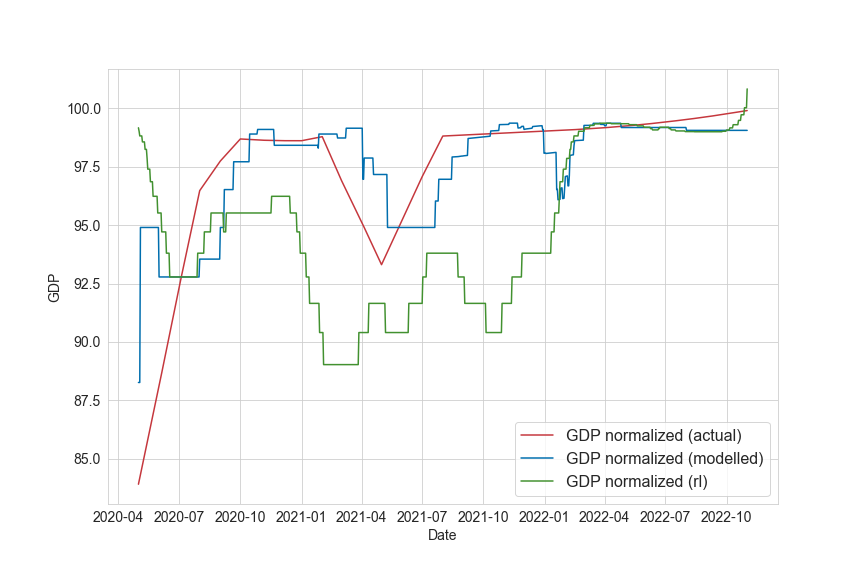 100.0
97.5
95.0
92.5
90.0
87.5
85.0
GDP
GDP normalized (actual)
GDP normalized (modelled)
GDP normalized (rl)
2020-04 2020-07 2020-10 2021-01 2021-04 2021-07 2021-10 2022-01 2022-04 2022-07 2022-10
Date